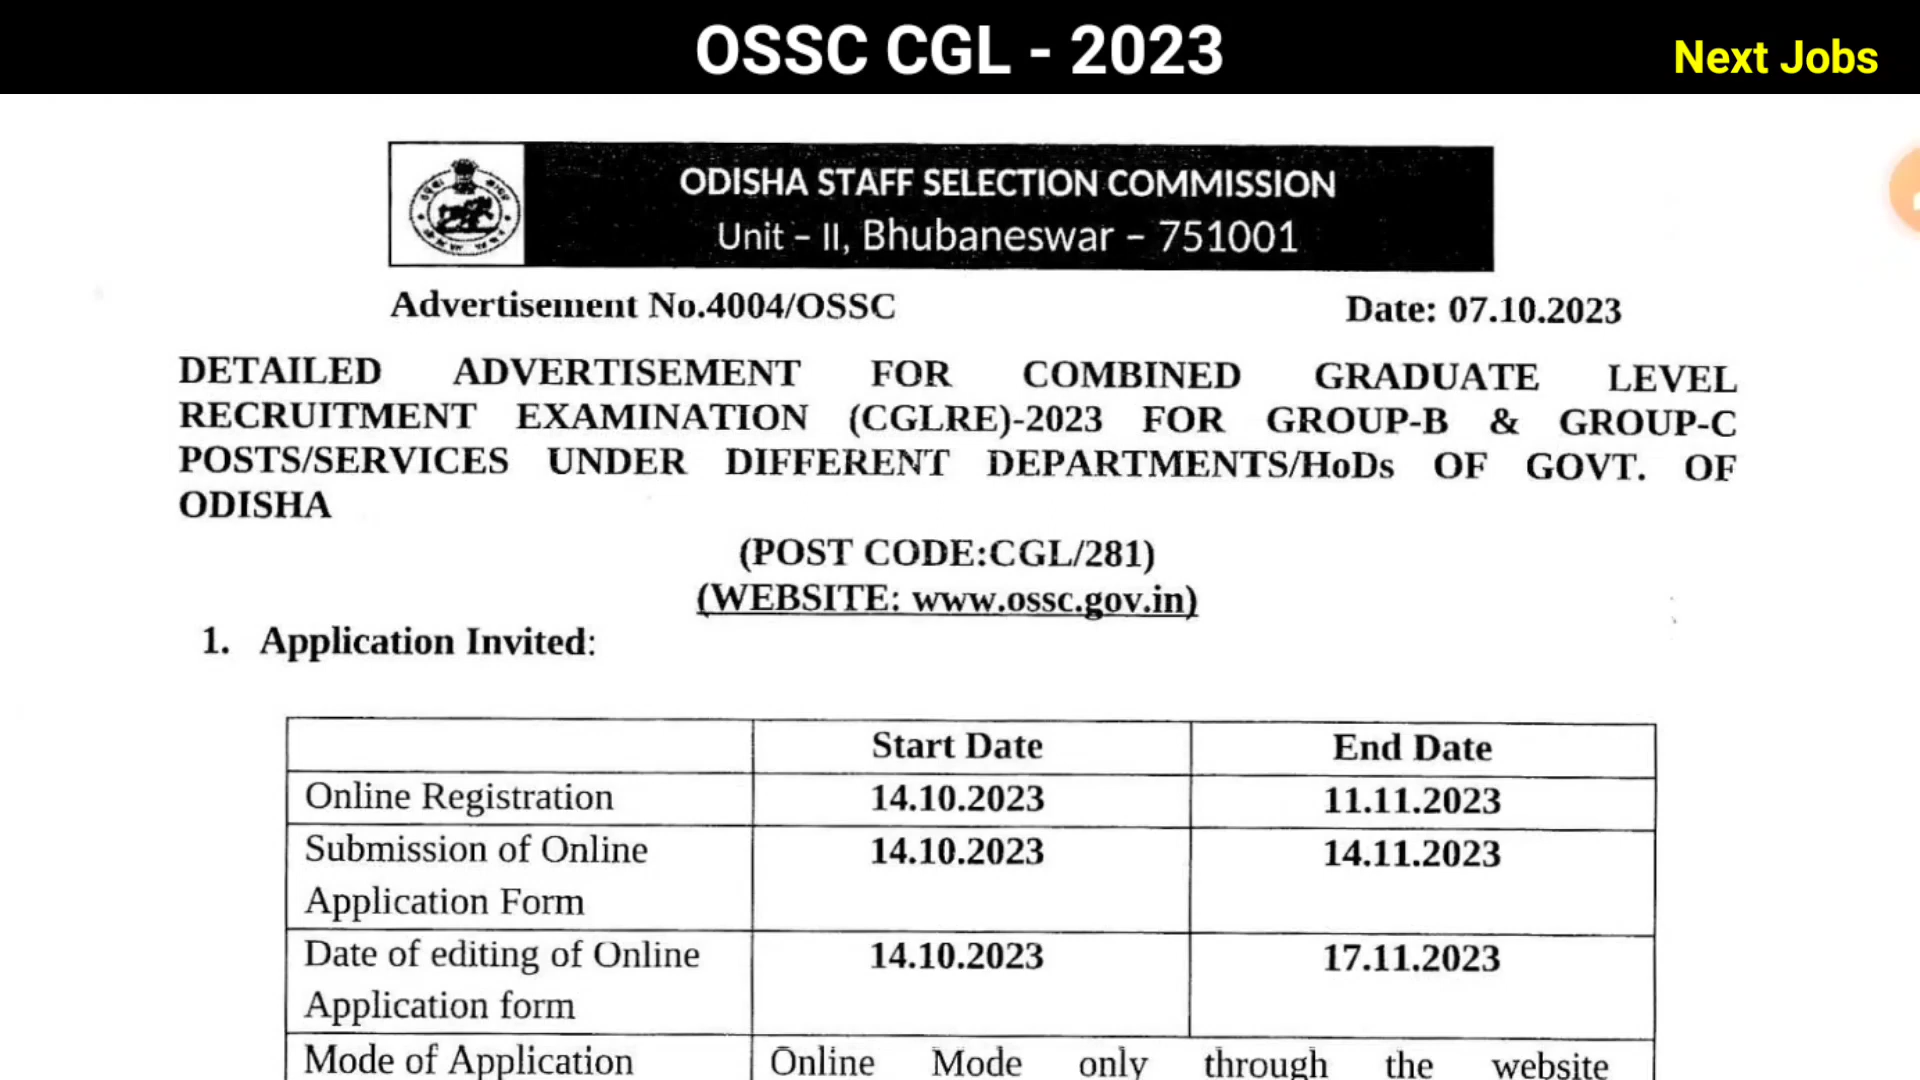 OSSC CGL - 2023
Next Jobs
ODISHA STAFF SELECTION COMMISSION
Unit – II, Bhubaneswar – 751001
Advertisement No.4004/OSSC Date: 07.10.2023
DETAILED ADVERTISEMENT FOR COMBINED GRADUATE LEVEL
RECRUITMENT EXAMINATION (CGLRE)-2023 FOR GROUP-B & GROUP-C
POSTS/SERVICES UNDER DIFFERENT DEPARTMENTS/HoDs OF GOVT. OF
ODISHA
(POST CODE:CGL/281)
(WEBSITE: www.ossc.gov.in)
1. Application Invited:
Start Date End Date
Online Registration 14.10.2023 11.11.2023
Submission of Online 14.10.2023 14.11.2023
Application Form
Date of editing of Online 14.10.2023 17.11.2023
Application form
Mode of Application Online Mode only through the website